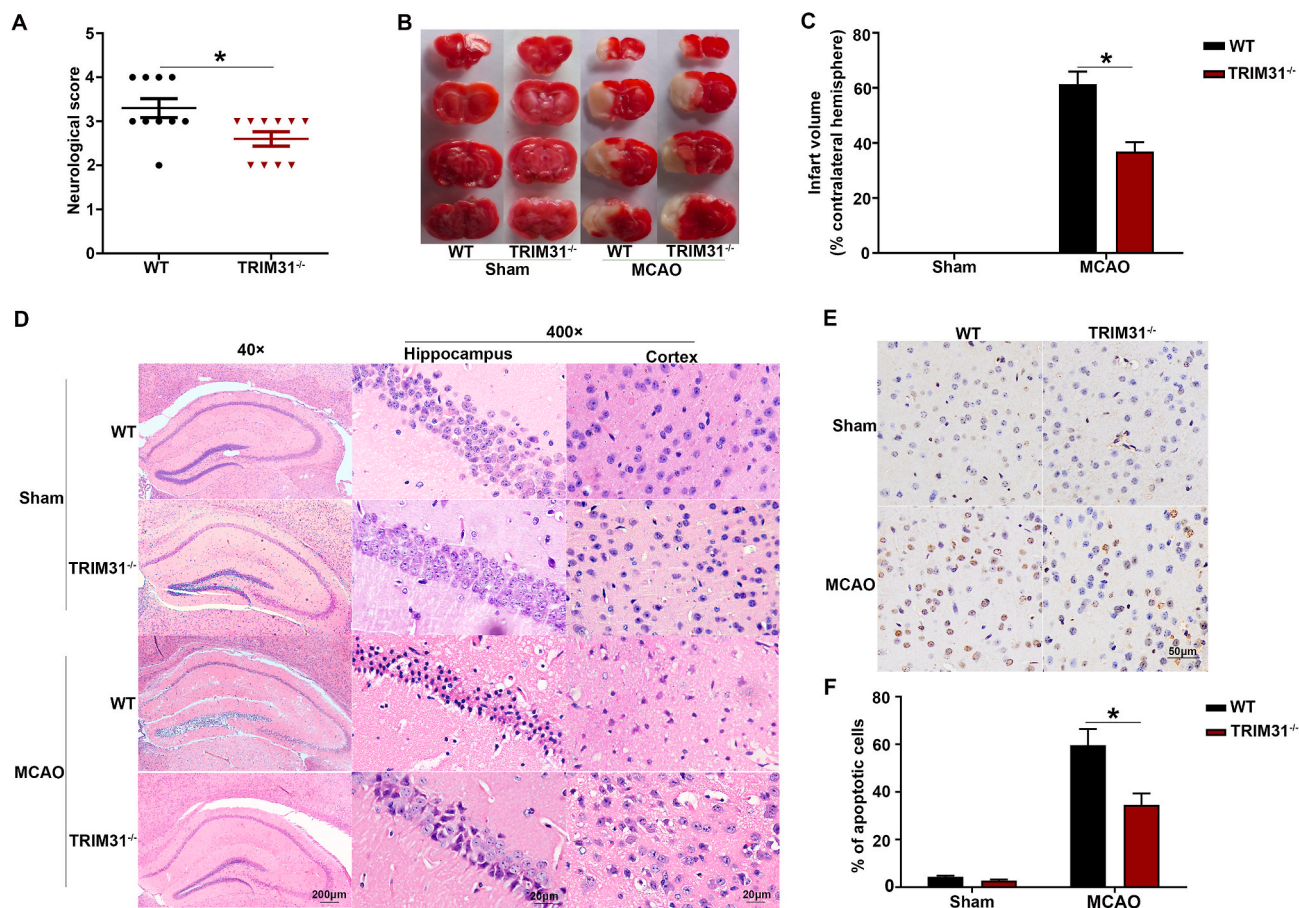 A
Neurological score
5
4
3
2
1
0
*
WT
TRIM31-/-
B
WT
TRIM31-/-
WT
TRIM31-/-
Sham
MCAO
C
Infart volume
(% contralateral hemisphere)
80
60
40
20
0
*
Sham
MCAO
WT
TRIM31-/-
D
400×
40×
Hippocampus
Cortex
Sham
WT
TRIM31-/-
MCAO
WT
TRIM31-/-
200μm
20μm
20μm
E
WT
TRIM31-/-
Sham
MCAO
50μm
F
% of apoptotic cells
80
60
40
20
0
*
Sham
MCAO
WT
TRIM31-/-